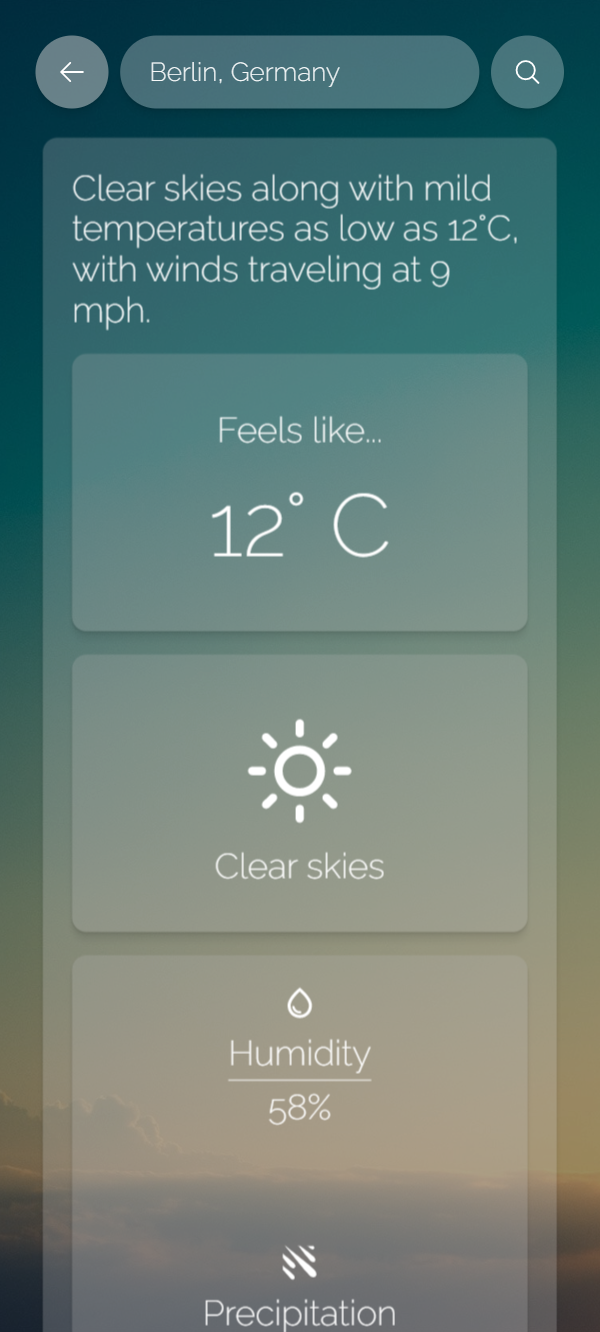 Berlin, Germany
Clear skies along with mild
temperatures as low as 12°C,
with winds traveling at 9
mph.
Feels like...
12° C
Clear skies
Humidity
58%
Precipitation